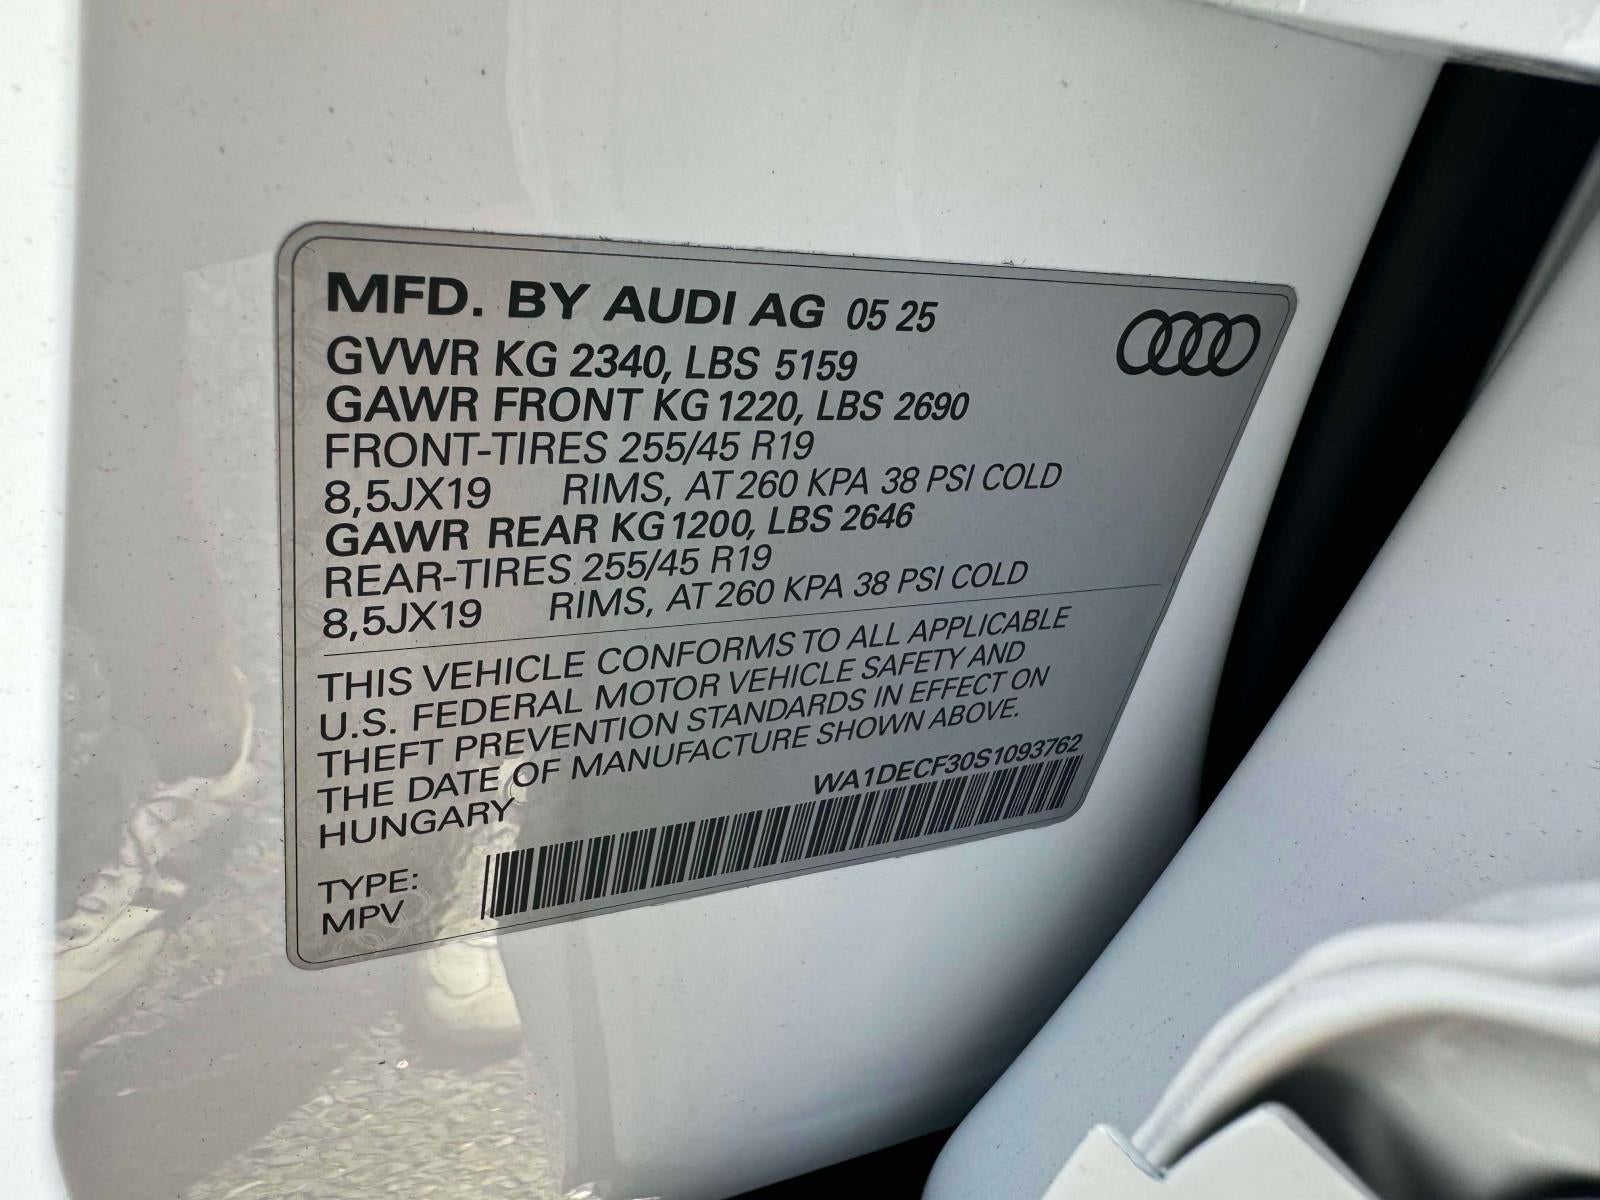 MFD. BY AUDI AG 05 25
GVWR KG 2340, LBS 5159
GAWR FRONT KG 1220, LBS 2690
FRONT-TIRES 255/45 R19
8,5JX19 RIMS, AT 260 KPA 38 PSI COLD
GAWR REAR KG 1200, LBS 2646
REAR-TIRES 255/45 R19
8,5JX19 RIMS, AT 260 KPA 38 PSI COLD
THIS VEHICLE CONFORMS TO ALL APPLICABLE
U.S. FEDERAL MOTOR VEHICLE SAFETY AND
THEFT PREVENTION STANDARDS IN EFFECT ON
THE DATE OF MANUFACTURE SHOWN ABOVE.
HUNGARY
WA1DECF30S1093762
TYPE:
MPV